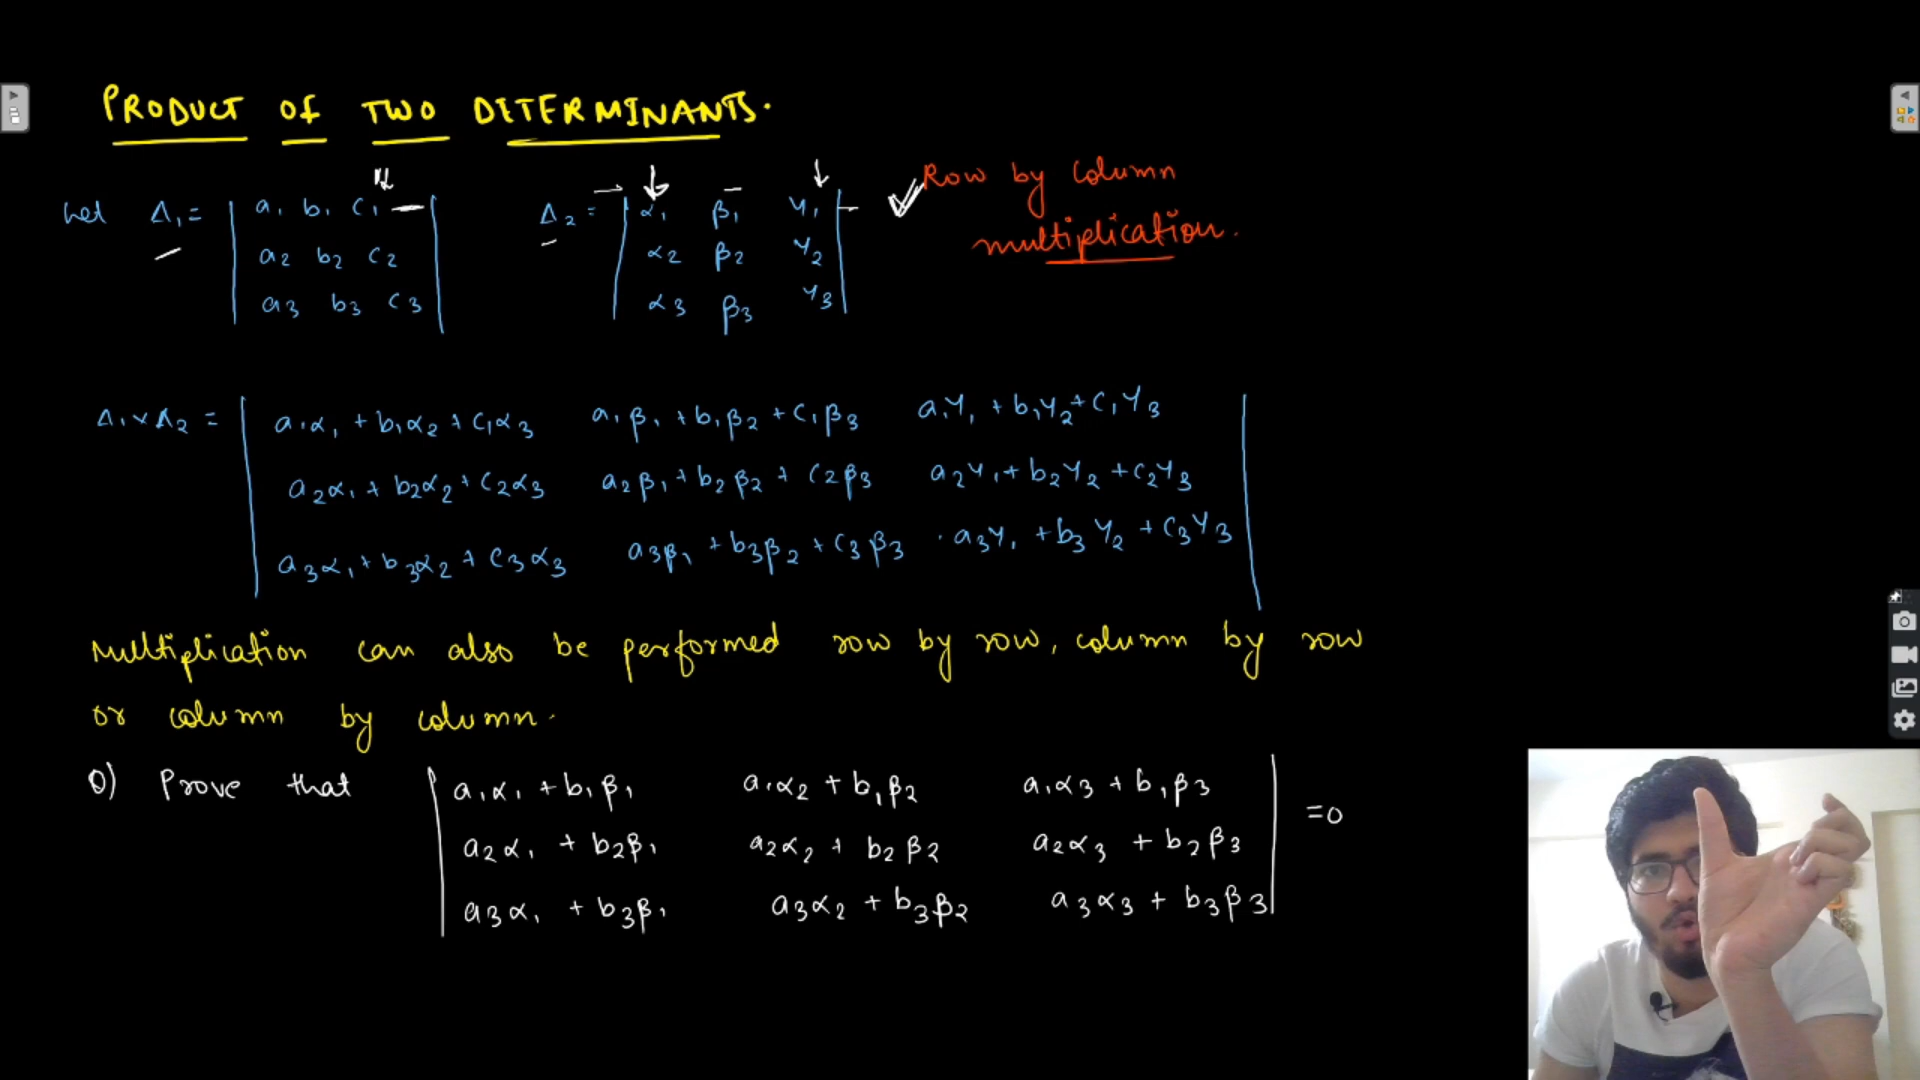 PRODUCT OF TWO DETERMINANTS.
Let Δ₁ = | a₁ b₁ c₁ | Δ₂ = | α₁ β₁ γ₁ | Row by column
| a₂ b₂ c₂ | | α₂ β₂ γ₂ | multiplication.
| a₃ b₃ c₃ | | α₃ β₃ γ₃ |
Δ₁×Δ₂ = | a₁α₁ + b₁α₂ + c₁α₃ a₁β₁ + b₁β₂ + c₁β₃ a₁γ₁ + b₁γ₂ + c₁γ₃ |
| a₂α₁ + b₂α₂ + c₂α₃ a₂β₁ + b₂β₂ + c₂β₃ a₂γ₁ + b₂γ₂ + c₂γ₃ |
| a₃α₁ + b₃α₂ + c₃α₃ a₃β₁ + b₃β₂ + c₃β₃ a₃γ₁ + b₃γ₂ + c₃γ₃ |
Multiplication can also be performed row by row, column by row
or column by column.
Q) Prove that | a₁α₁ + b₁β₁ a₁α₂ + b₁β₂ a₁α₃ + b₁β₃ | =0
| a₂α₁ + b₂β₁ a₂α₂ + b₂β₂ a₂α₃ + b₂β₃ |
| a₃α₁ + b₃β₁ a₃α₂ + b₃β₂ a₃α₃ + b₃β₃ |